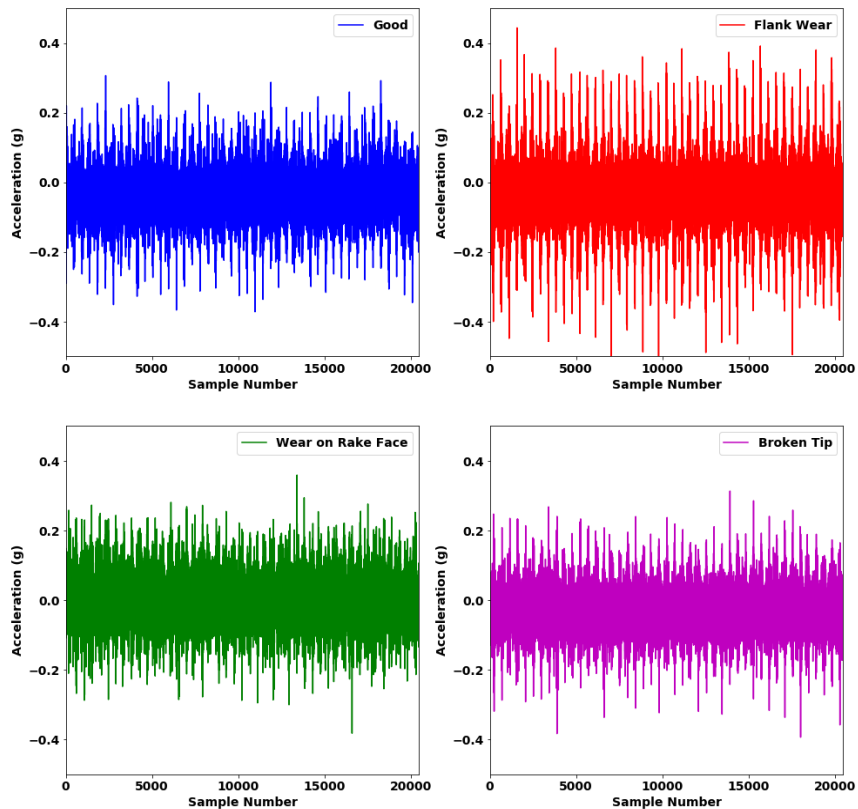 Good
0.4
0.2
0.0
−0.2
−0.4
Acceleration (g)
0 5000 10000 15000 20000
Sample Number
Flank Wear
0.4
0.2
0.0
−0.2
−0.4
Acceleration (g)
0 5000 10000 15000 20000
Sample Number
Wear on Rake Face
0.4
0.2
0.0
−0.2
−0.4
Acceleration (g)
0 5000 10000 15000 20000
Sample Number
Broken Tip
0.4
0.2
0.0
−0.2
−0.4
Acceleration (g)
0 5000 10000 15000 20000
Sample Number